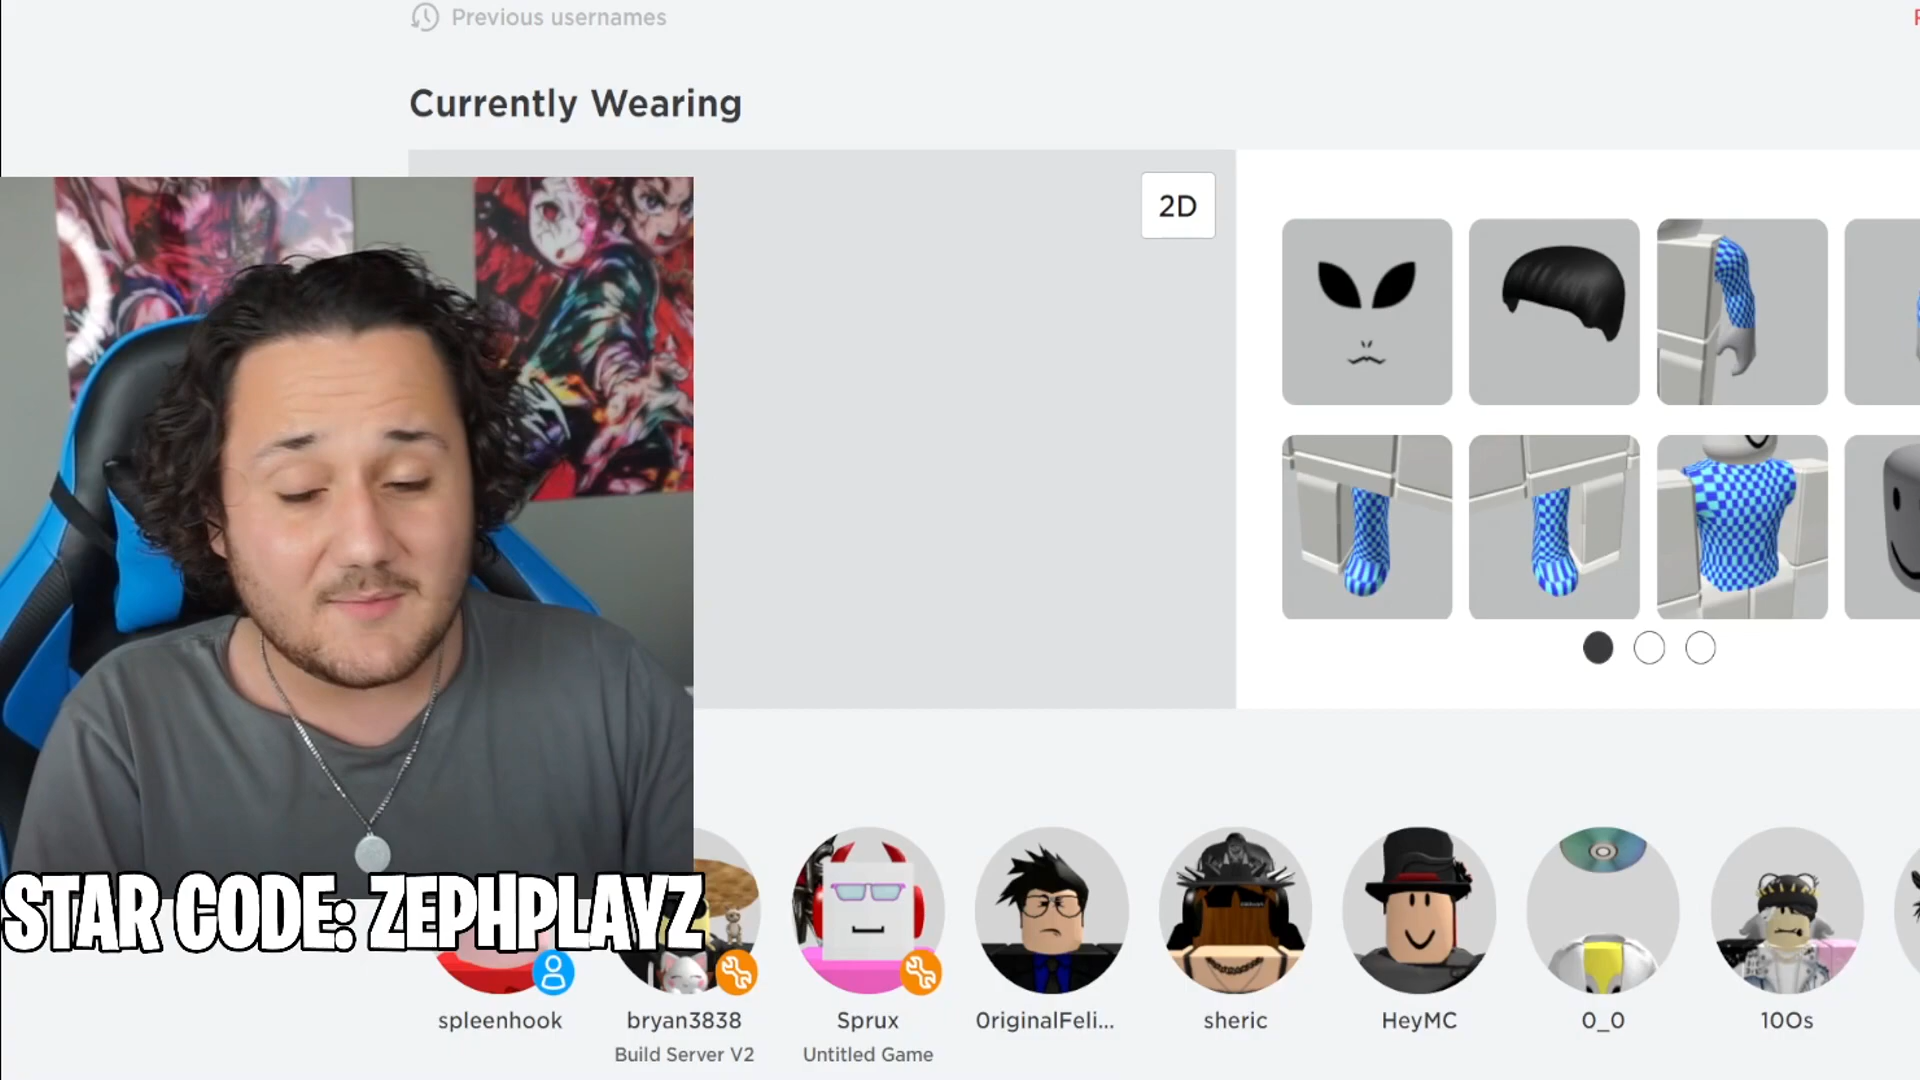 Previous usernames
Currently Wearing
2D
STAR CODE: ZEPHPLAYZ
spleenhook
bryan3838
Sprux
OriginalFeli...
sheric
HeyMC
0_0
10Os
Build Server V2
Untitled Game